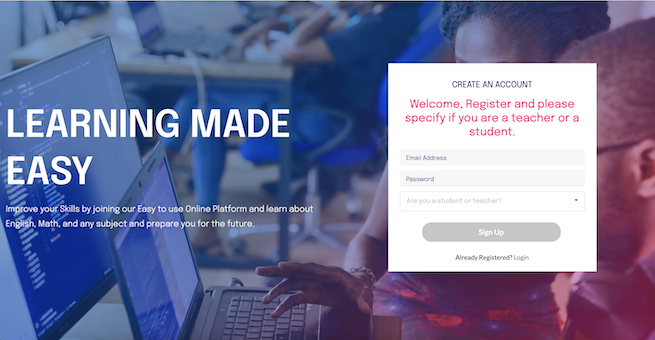 LEARNING MADE
EASY
Improve your Skills by joining our Easy to use Online Platform and learn about
English, Math, and any subject and prepare you for the future.
CREATE AN ACCOUNT
Welcome, Register and please
specify if you are a teacher or a
student.
Email Address
Password
Are you a student or teacher?
Sign Up
Already Registered? Login